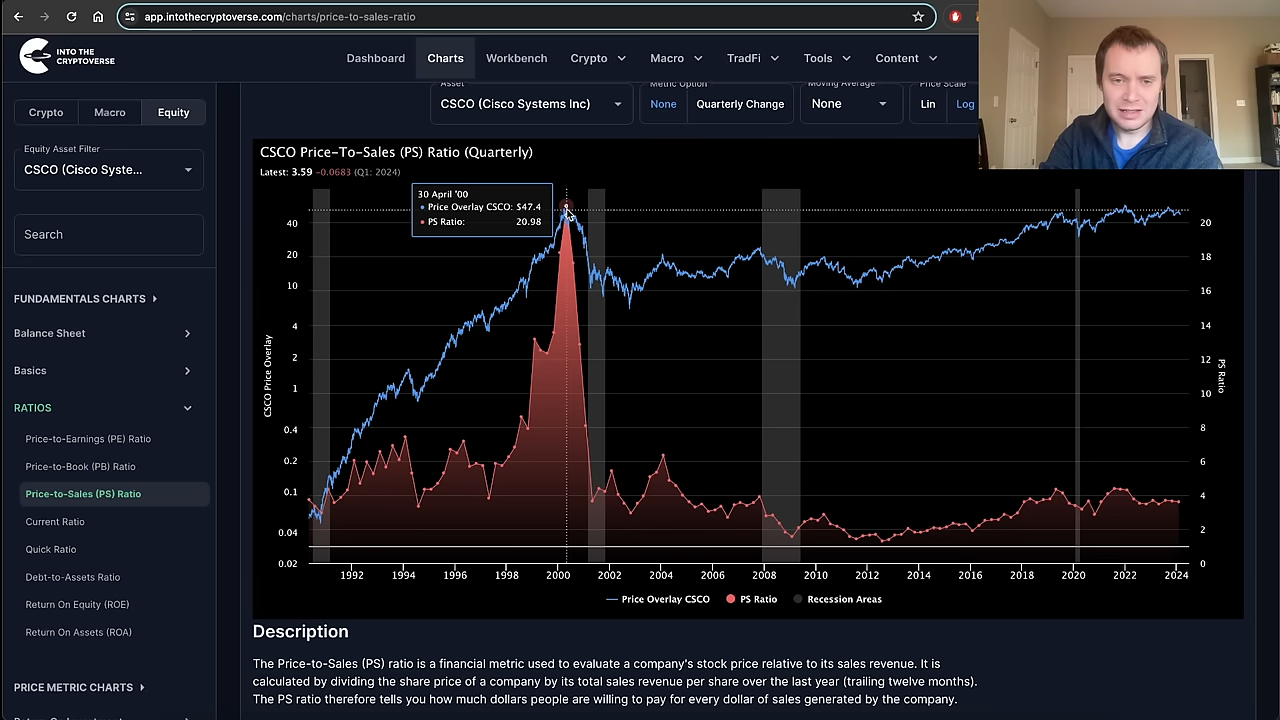 app.intothecryptoverse.com/charts/price-to-sales-ratio
INTO THE
CRYPTOVERSE
Dashboard Charts Workbench Crypto Macro TradFi Tools Content
Crypto Macro Equity
Equity Asset Filter
CSCO (Cisco Syste...
Search
FUNDAMENTALS CHARTS
Balance Sheet
Basics
RATIOS
Price-to-Earnings (PE) Ratio
Price-to-Book (PB) Ratio
Price-to-Sales (PS) Ratio
Current Ratio
Quick Ratio
Debt-to-Assets Ratio
Return On Equity (ROE)
Return On Assets (ROA)
PRICE METRIC CHARTS
Asset
CSCO (Cisco Systems Inc)
Metric Option
None Quarterly Change
Moving Average
None
Price Scale
Lin Log
CSCO Price-To-Sales (PS) Ratio (Quarterly)
Latest: 3.59 −0.0683 (Q1: 2024)
30 April '00
Price Overlay CSCO: $47.4
PS Ratio: 20.98
CSCO Price Overlay
40
20
10
4
2
1
0.4
0.2
0.1
0.04
0.02
20
18
16
14
12
10
8
6
4
2
0
PS Ratio
1992 1994 1996 1998 2000 2002 2004 2006 2008 2010 2012 2014 2016 2018 2020 2022 2024
Price Overlay CSCO PS Ratio Recession Areas
Description
The Price-to-Sales (PS) ratio is a financial metric used to evaluate a company's stock price relative to its sales revenue. It is
calculated by dividing the share price of a company by its total sales revenue per share over the last year (trailing twelve months).
The PS ratio therefore tells you how much dollars people are willing to pay for every dollar of sales generated by the company.